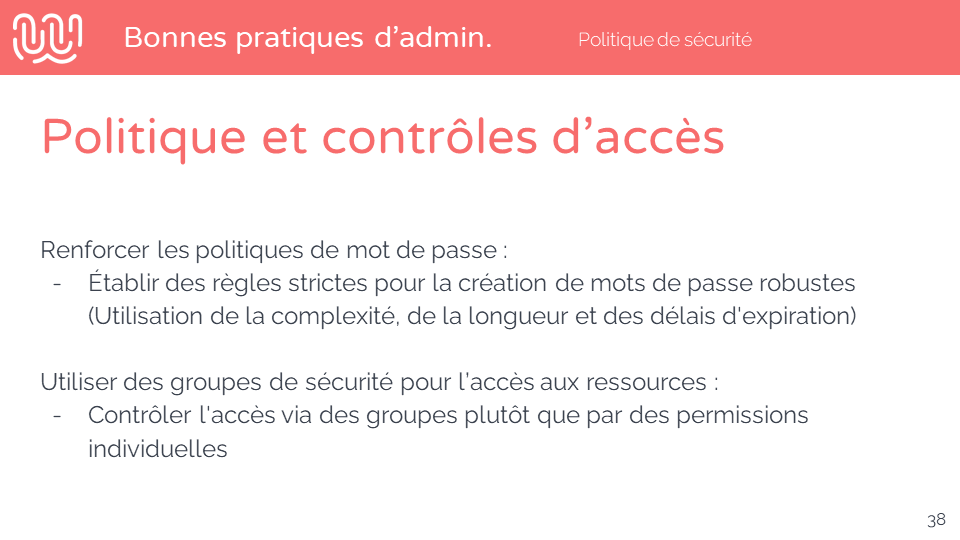 Bonnes pratiques d’admin.
Politique de sécurité
Politique et contrôles d’accès
Renforcer les politiques de mot de passe :
- Établir des règles strictes pour la création de mots de passe robustes
(Utilisation de la complexité, de la longueur et des délais d'expiration)
Utiliser des groupes de sécurité pour l’accès aux ressources :
- Contrôler l'accès via des groupes plutôt que par des permissions
individuelles
38